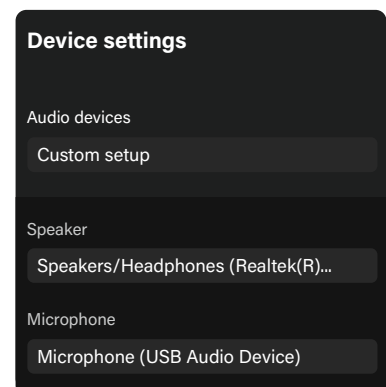 Device settings
Audio devices
Custom setup
Speaker
Speakers/Headphones (Realtek(R)...
Microphone
Microphone (USB Audio Device)